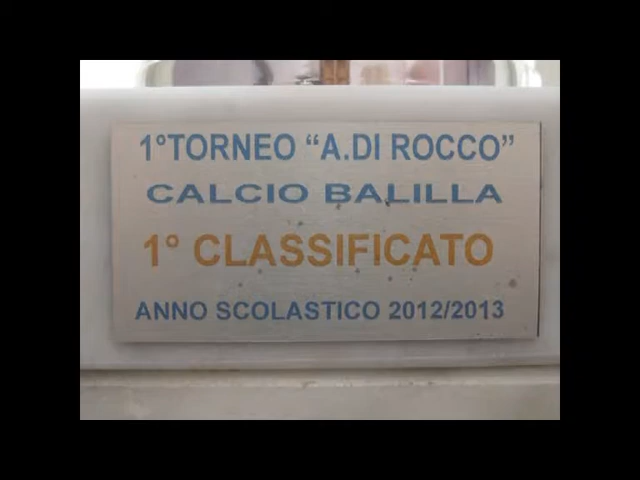 1°TORNEO “A.DI ROCCO”
CALCIO BALILLA
1° CLASSIFICATO
ANNO SCOLASTICO 2012/2013